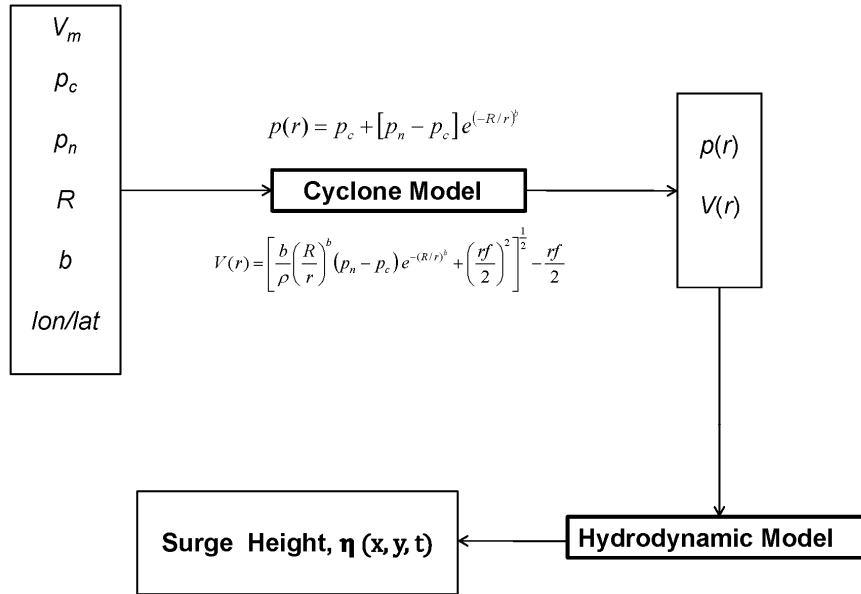 V_m
p_c
p_n
R
b
lon/lat
p(r) = p_c + [p_n − p_c] e^{(−R/r)^b}
Cyclone Model
V(r) = [b/ρ (R/r)^b (p_n − p_c) e^{−(R/r)^b} + (rf/2)^2]^{1/2} − rf/2
p(r)
V(r)
Hydrodynamic Model
Surge Height, η (x, y, t)